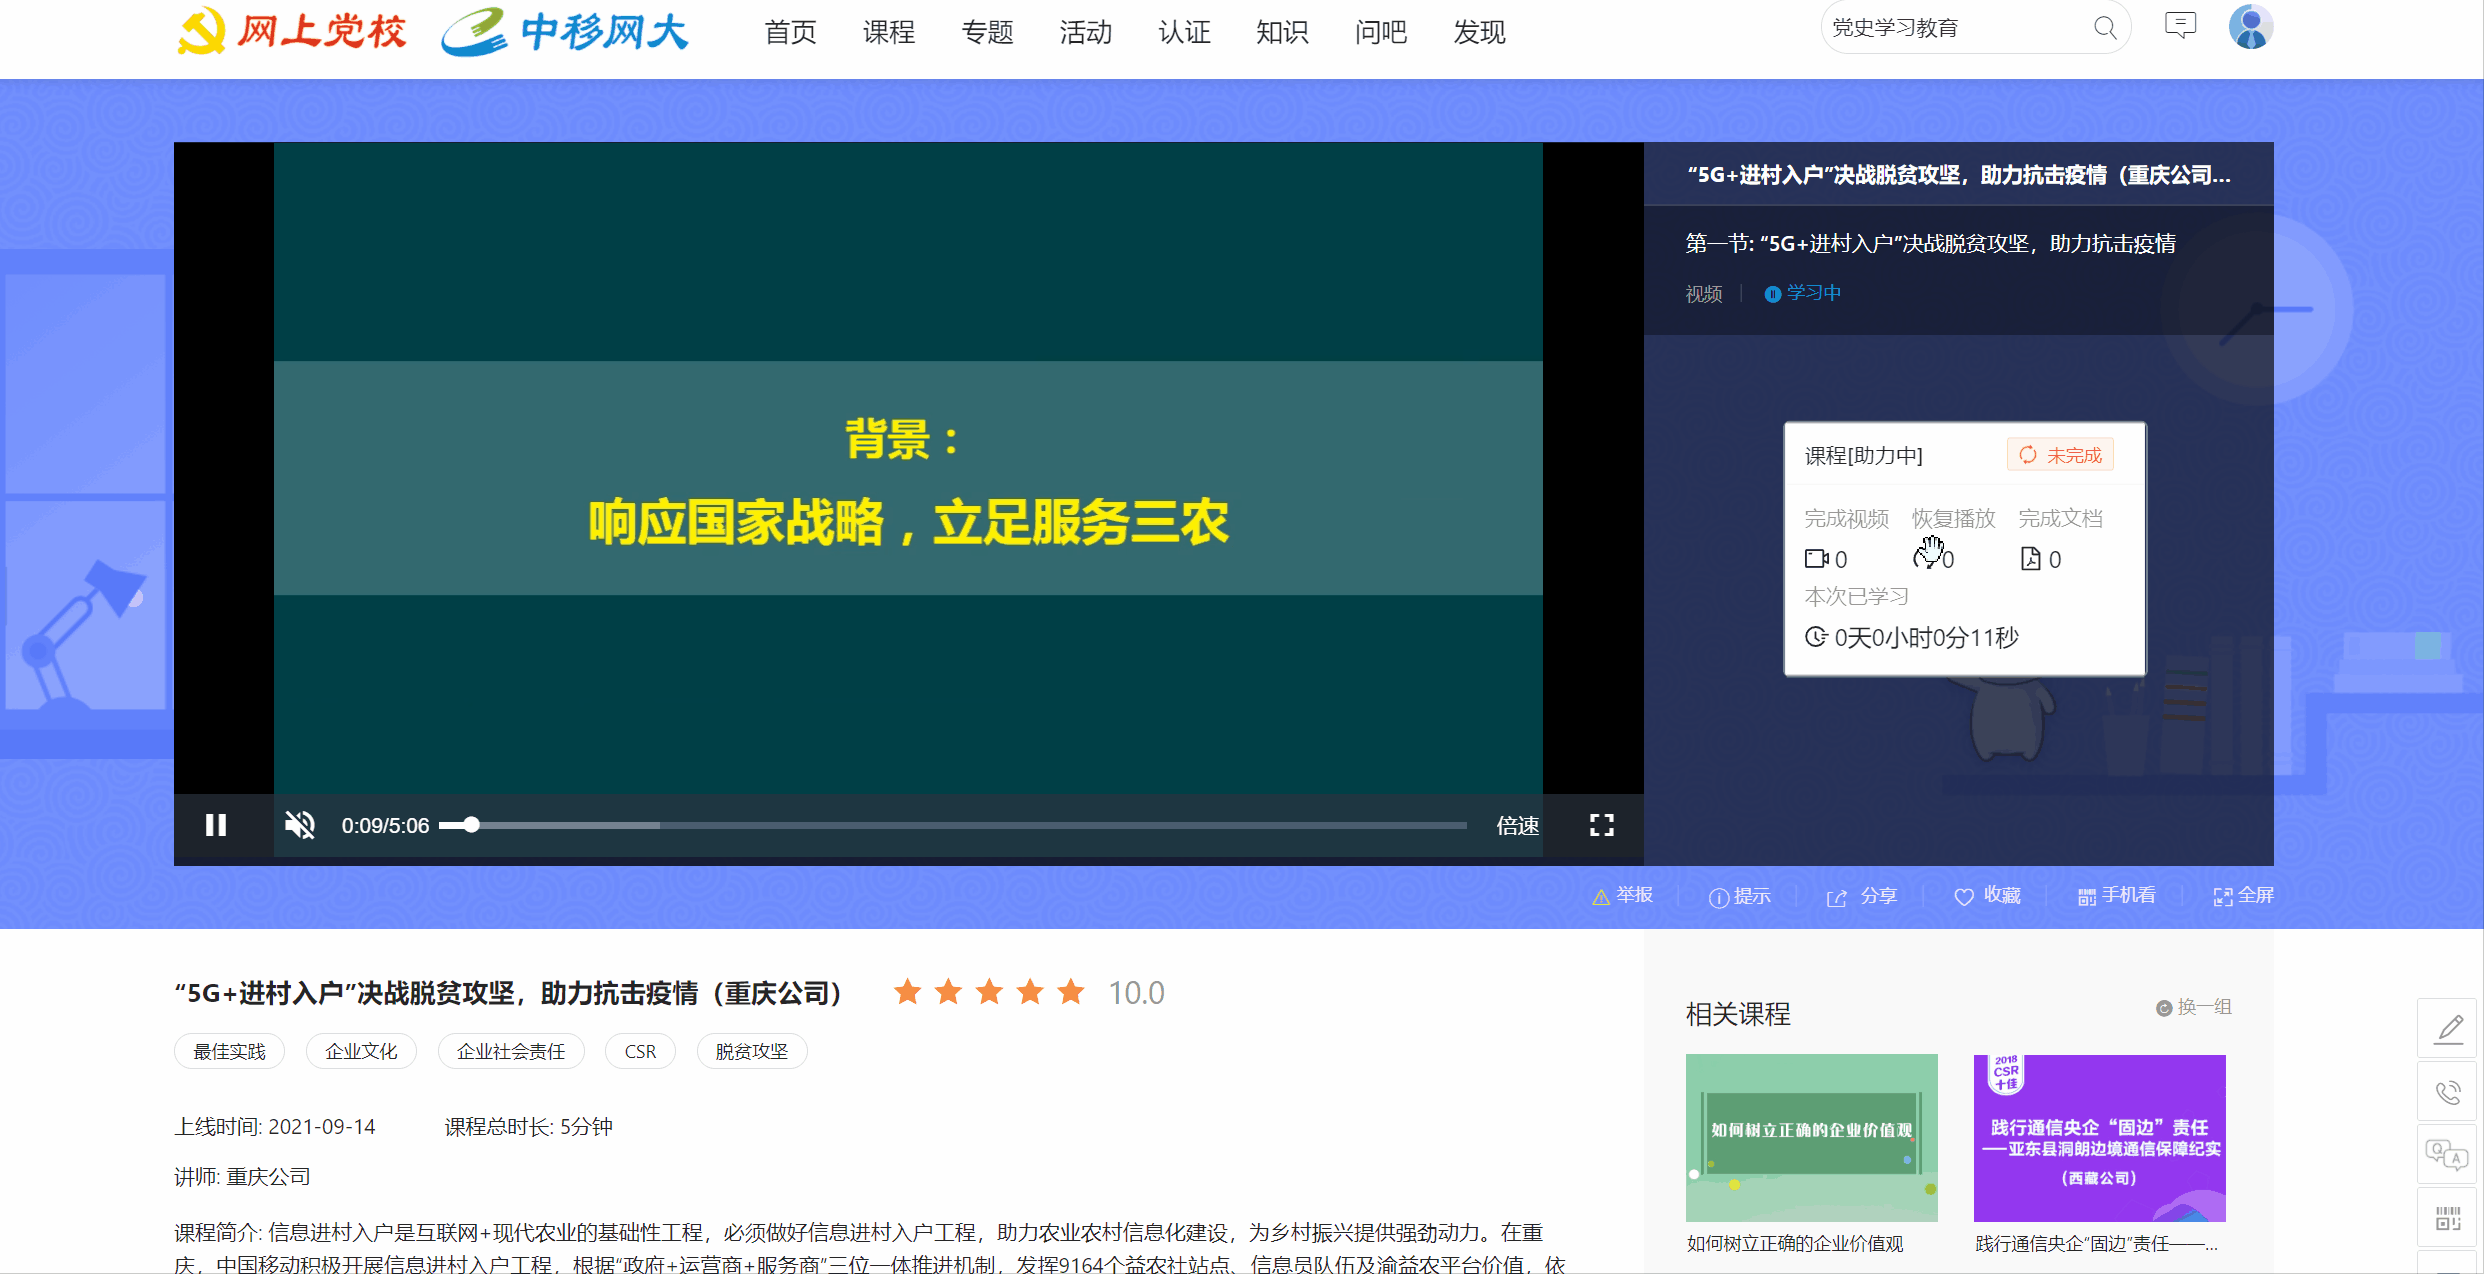 网上党校 中移网大 首页 课程 专题 活动 认证 知识 问吧 发现 党史学习教育
“5G+进村入户”决战脱贫攻坚，助力抗击疫情（重庆公司...
第一节: “5G+进村入户”决战脱贫攻坚，助力抗击疫情
视频 学习中
背景：
响应国家战略，立足服务三农
课程[助力中] 未完成
完成视频 恢复播放 完成文档
0 0 0
本次已学习
0天0小时0分11秒
0:09/5:06 倍速
举报 提示 分享 收藏 手机看 全屏
“5G+进村入户”决战脱贫攻坚，助力抗击疫情（重庆公司） 10.0
最佳实践 企业文化 企业社会责任 CSR 脱贫攻坚
上线时间: 2021-09-14 课程总时长: 5分钟
讲师: 重庆公司
课程简介: 信息进村入户是互联网+现代农业的基础性工程，必须做好信息进村入户工程，助力农业农村信息化建设，为乡村振兴提供强劲动力。在重
庆，中国移动积极开展信息进村入户工程，根据“政府+运营商+服务商”三位一体推进机制，发挥9164个益农社站点、信息员队伍及渝益农平台价值，依
相关课程 换一组
如何树立正确的企业价值观
2018
CSR
十佳
践行通信央企“固边”责任
——亚东县洞朗边境通信保障纪实
（西藏公司）
如何树立正确的企业价值观
践行通信央企“固边”责任——...
Q A